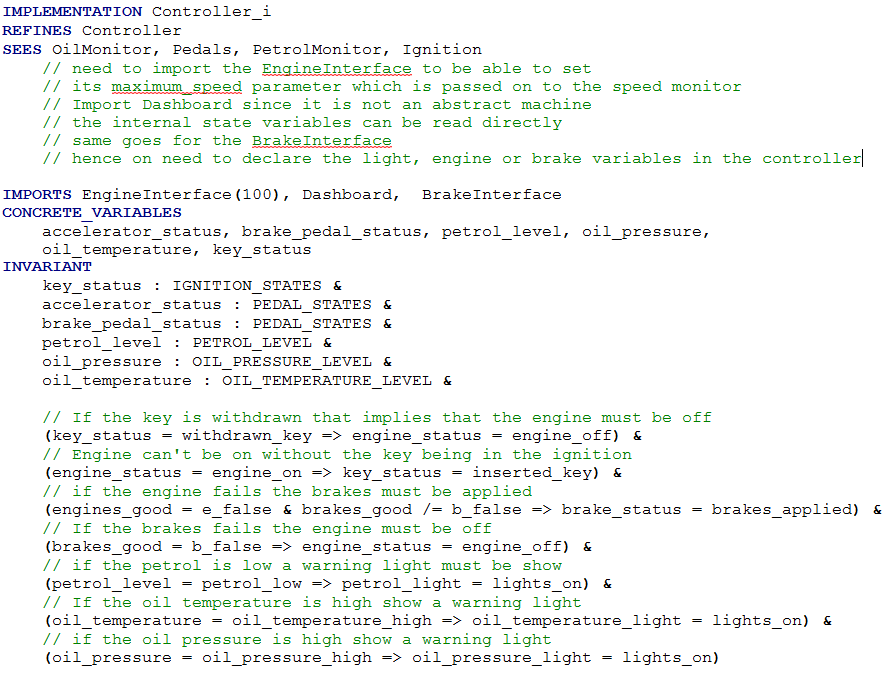 IMPLEMENTATION Controller_i
REFINES Controller
SEES OilMonitor, Pedals, PetrolMonitor, Ignition
// need to import the EngineInterface to be able to set
// its maximum_speed parameter which is passed on to the speed monitor
// Import Dashboard since it is not an abstract machine
// the internal state variables can be read directly
// same goes for the BrakeInterface
// hence on need to declare the light, engine or brake variables in the controller
IMPORTS EngineInterface(100), Dashboard, BrakeInterface
CONCRETE_VARIABLES
accelerator_status, brake_pedal_status, petrol_level, oil_pressure,
oil_temperature, key_status
INVARIANT
key_status : IGNITION_STATES &
accelerator_status : PEDAL_STATES &
brake_pedal_status : PEDAL_STATES &
petrol_level : PETROL_LEVEL &
oil_pressure : OIL_PRESSURE_LEVEL &
oil_temperature : OIL_TEMPERATURE_LEVEL &
// If the key is withdrawn that implies that the engine must be off
(key_status = withdrawn_key => engine_status = engine_off) &
// Engine can't be on without the key being in the ignition
(engine_status = engine_on => key_status = inserted_key) &
// if the engine fails the brakes must be applied
(engines_good = e_false & brakes_good /= b_false => brake_status = brakes_applied) &
// If the brakes fails the engine must be off
(brakes_good = b_false => engine_status = engine_off) &
// if the petrol is low a warning light must be show
(petrol_level = petrol_low => petrol_light = lights_on) &
// If the oil temperature is high show a warning light
(oil_temperature = oil_temperature_high => oil_temperature_light = lights_on) &
// if the oil pressure is high show a warning light
(oil_pressure = oil_pressure_high => oil_pressure_light = lights_on)